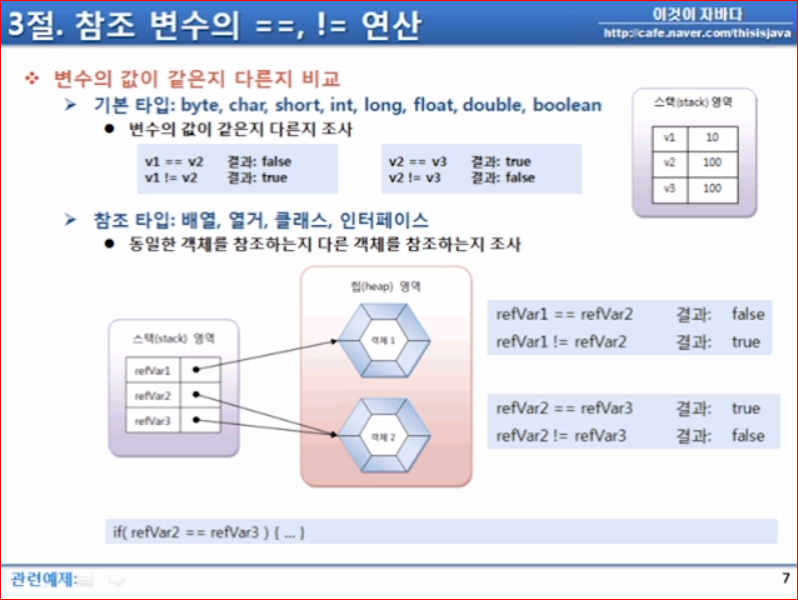 3절. 참조 변수의 ==, != 연산
이것이 자바다
http://cafe.naver.com/thisisjava
❖ 변수의 값이 같은지 다른지 비교
➢ 기본 타입: byte, char, short, int, long, float, double, boolean
● 변수의 값이 같은지 다른지 조사
v1 == v2 결과: false
v1 != v2 결과: true
v2 == v3 결과: true
v2 != v3 결과: false
스택(stack) 영역
v1 10
v2 100
v3 100
➢ 참조 타입: 배열, 열거, 클래스, 인터페이스
● 동일한 객체를 참조하는지 다른 객체를 참조하는지 조사
스택(stack) 영역
refVar1
refVar2
refVar3
힙(heap) 영역
객체 1
객체 2
refVar1 == refVar2 결과: false
refVar1 != refVar2 결과: true
refVar2 == refVar3 결과: true
refVar2 != refVar3 결과: false
if( refVar2 == refVar3 ) { ... }
관련예제:
7